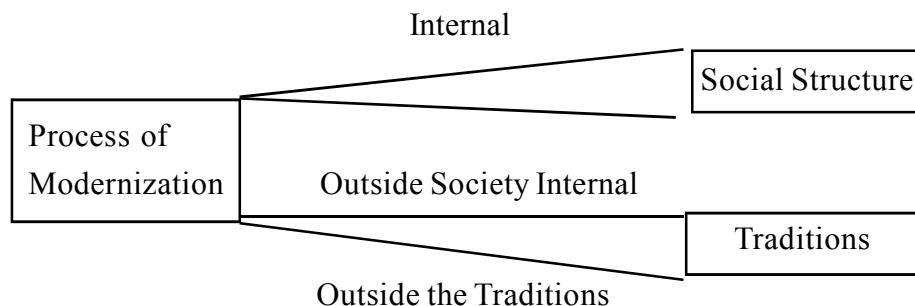 Internal
Social Structure
Process of
Modernization
Outside Society Internal
Traditions
Outside the Traditions